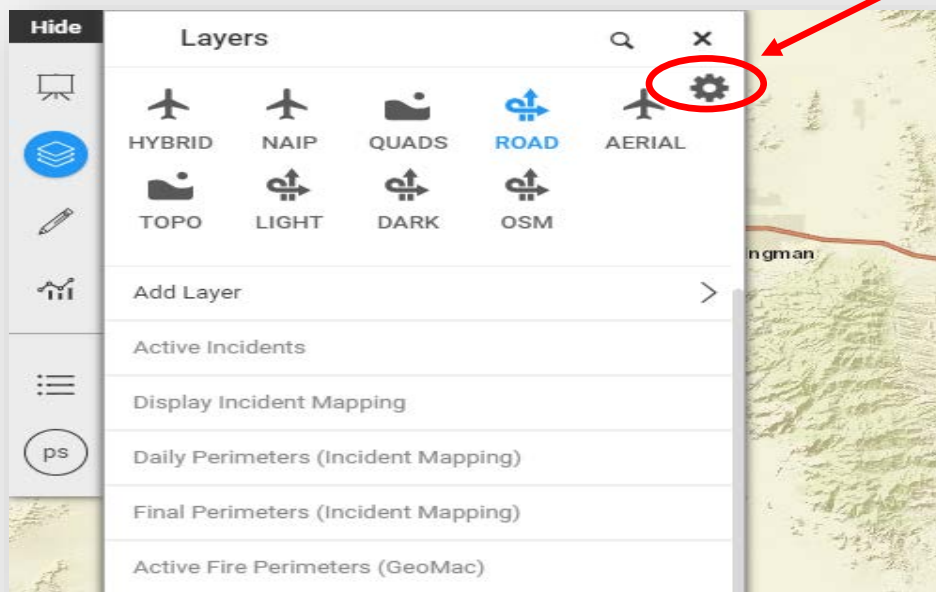 Hide
Layers
HYBRID NAIP QUADS ROAD AERIAL
TOPO LIGHT DARK OSM
ngman
Add Layer
Active Incidents
Display Incident Mapping
Daily Perimeters (Incident Mapping)
ps
Final Perimeters (Incident Mapping)
Active Fire Perimeters (GeoMac)